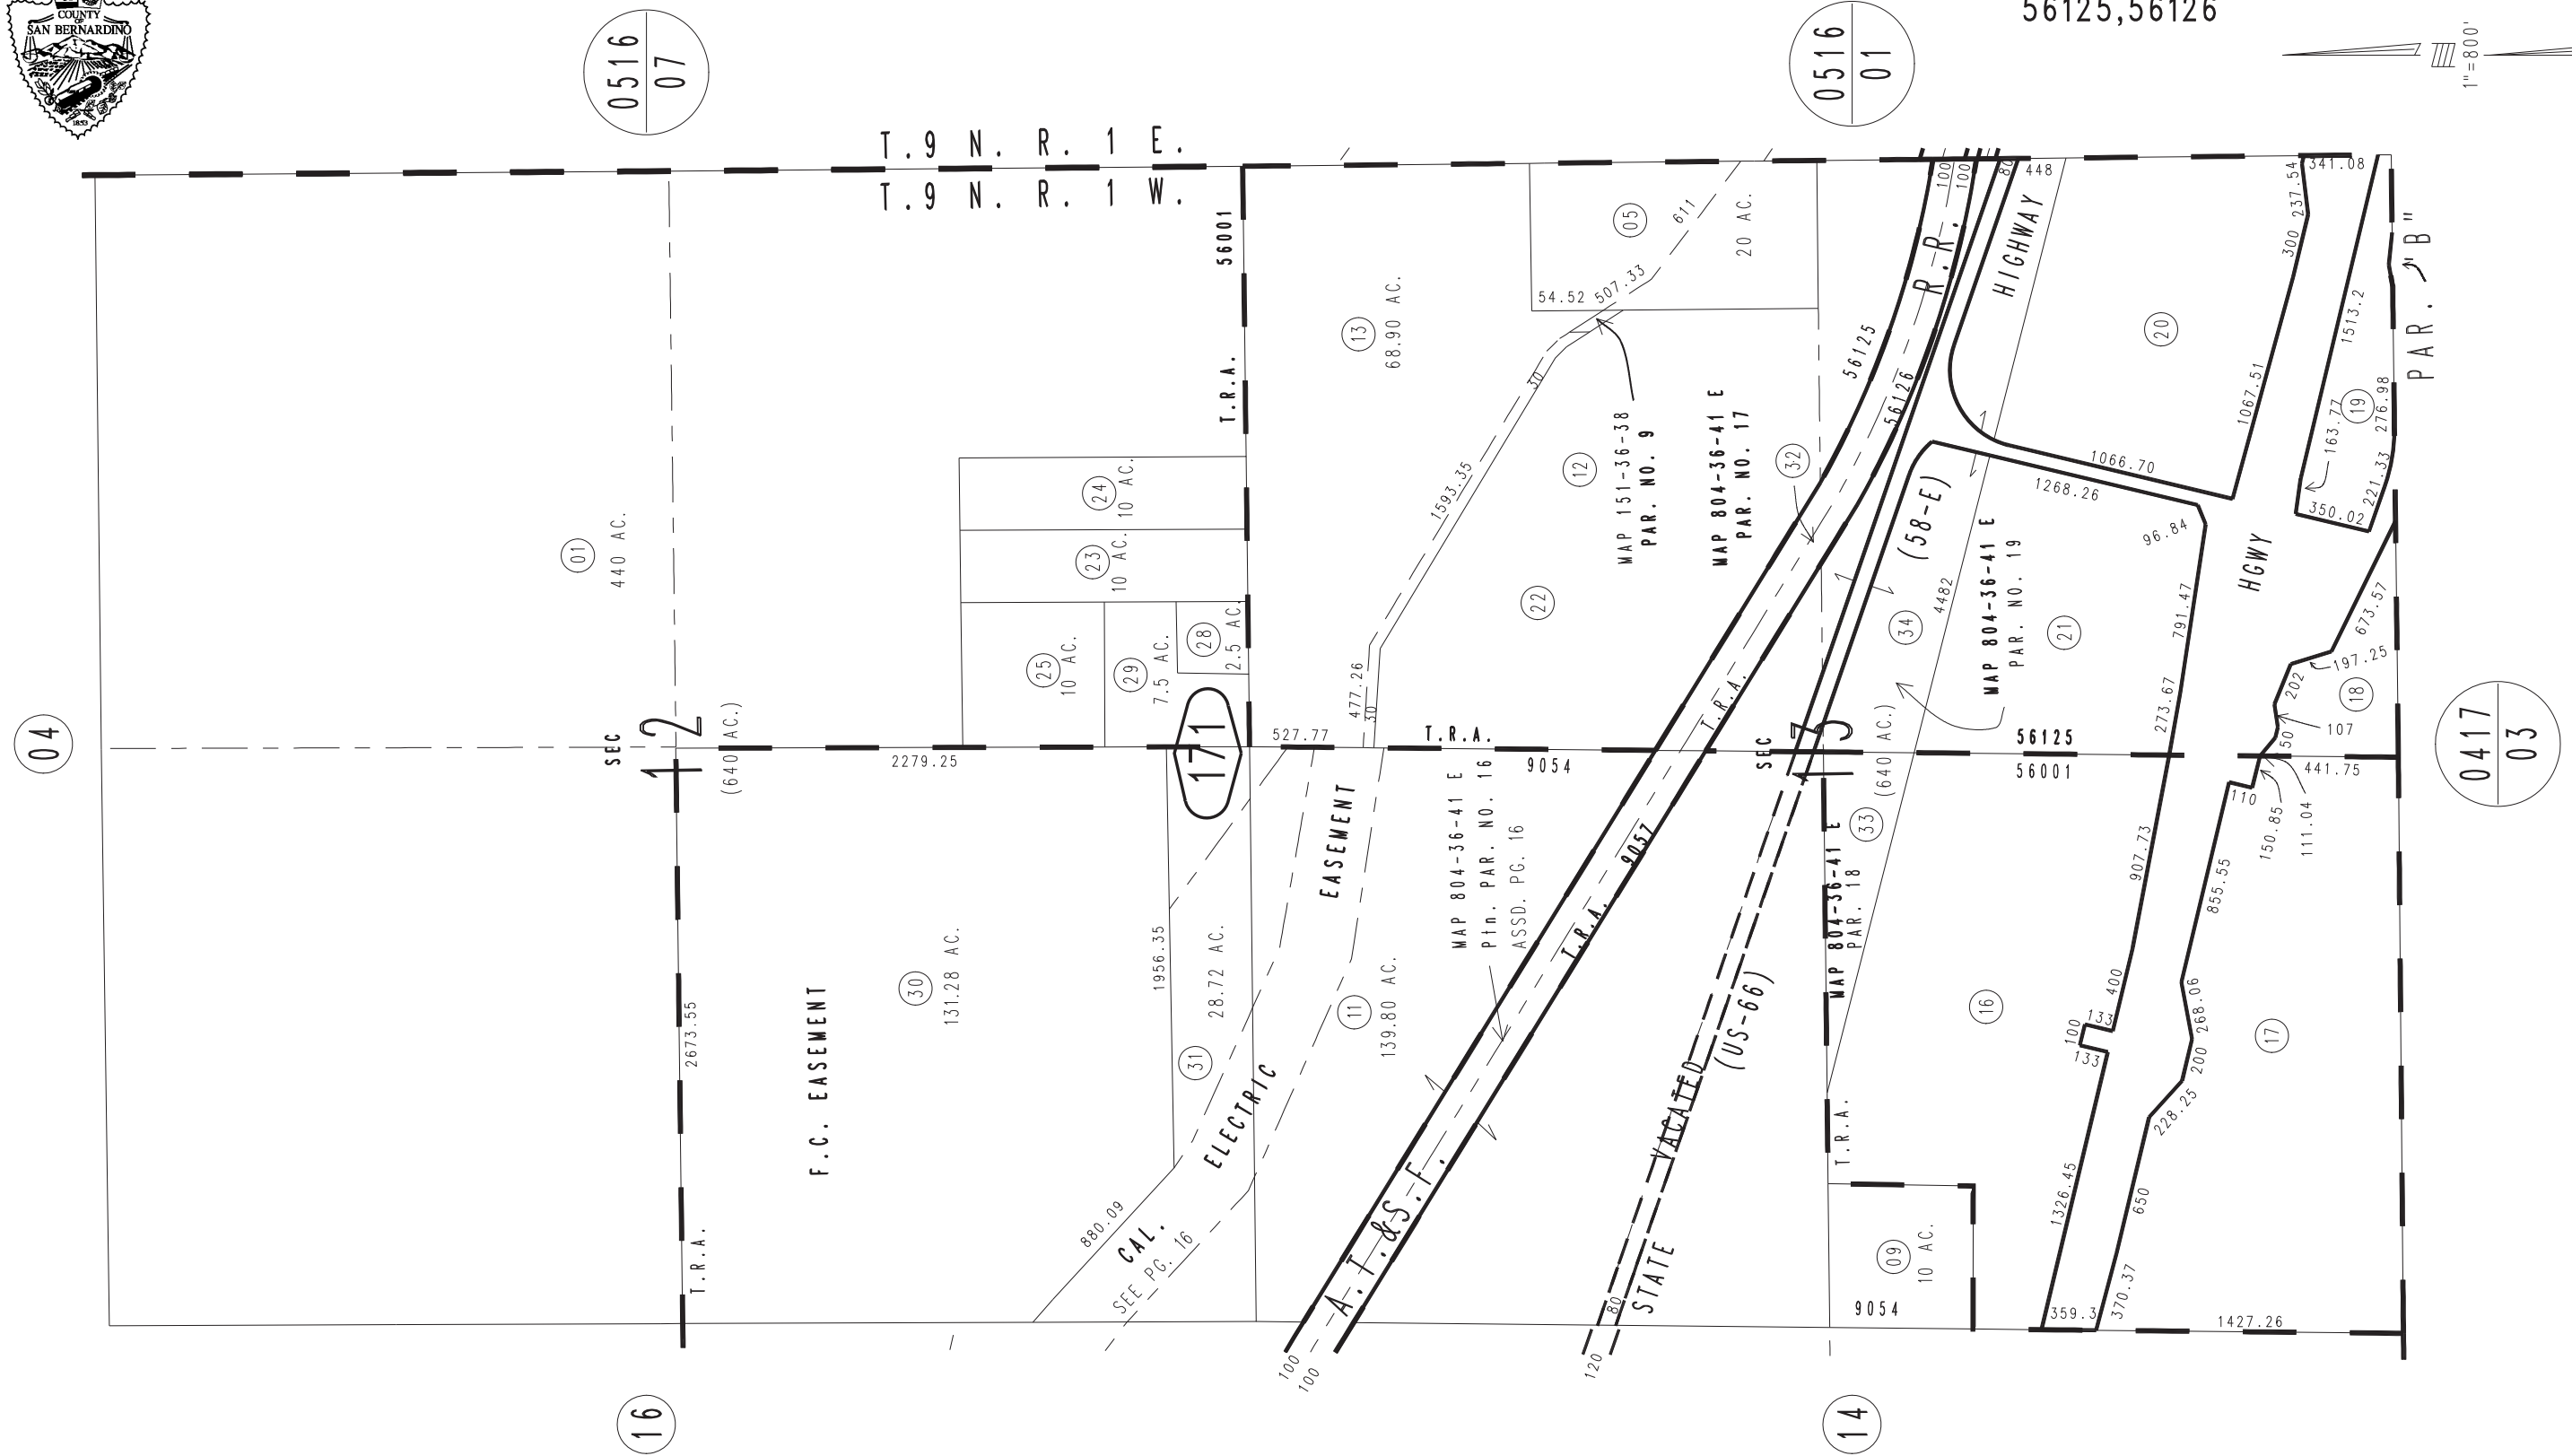 COUNTY
OF
SAN BERNARDINO
1853
0516
07
0516
01
56125,56126
1"=800'
T.9 N. R. 1 E.
T.9 N. R. 1 W.
04
01
440 AC.
SEC
12
(640 AC.)
56001
T.R.A.
24
10 AC.
23
10 AC.
25
10 AC.
29
7.5 AC.
28
2.5 AC.
171
2279.25
2673.55
T.R.A.
F.C. EASEMENT
30
131.28 AC.
1956.35
31
28.72 AC.
880.09
CAL.
ELECTRIC
EASEMENT
SEE PG. 16
13
68.90 AC.
05
20 AC.
611
507.33
54.52
30
1593.35
477.26
30
527.77
12
22
MAP 151-36-38
PAR. NO. 9
MAP 804-36-41 E
PAR. NO. 17
32
T.R.A.
9054
11
139.80 AC.
MAP 804-36-41 E
Ptn. PAR. NO. 16
ASSD. PG. 16
A.T.&S.F.
R.R.
100
100
100
100
T.R.A.
9057
T.R.A.
56125
56126
80
448
HIGHWAY
STATE
VACATED
(US-66)
80
120
(58-E)
SEC
13
(640 AC.)
33
34
4482
MAP 804-36-41 E
PAR. NO. 19
MAP 804-36-41 E
PAR. 18
56125
56001
T.R.A.
09
10 AC.
9054
20
341.08
237.54
300
1067.51
1066.70
1268.26
96.84
791.47
273.67
21
HGWY
1513.2
163.77
19
276.98
221.33
350.02
PAR. "B"
673.57
197.25
202
18
107
50
441.75
110
150.85
111.04
907.73
855.55
400
133
100
133
268.06
200
228.25
16
17
1326.45
650
370.37
359.3
1427.26
0417
03
16
14